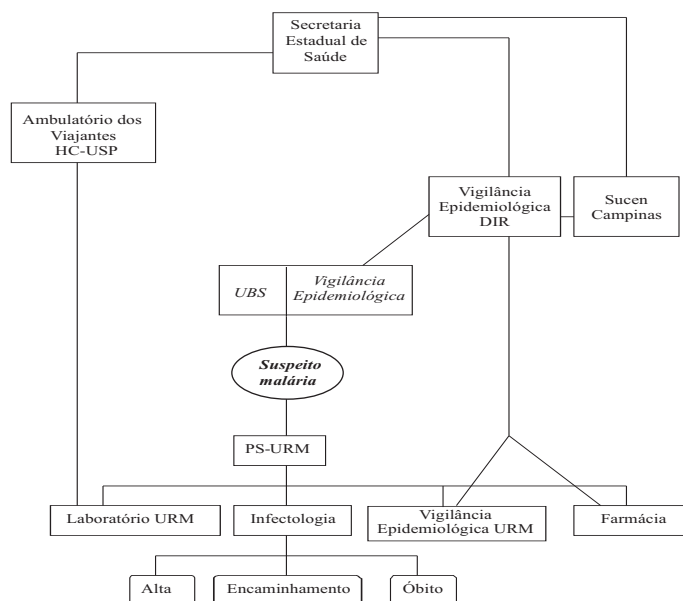 Secretaria
Estadual de
Saúde
Ambulatório dos
Viajantes
HC-USP
Vigilância
Epidemiológica
DIR
Sucen
Campinas
UBS
Vigilância
Epidemiológica
Suspeito
malária
PS-URM
Laboratório URM
Infectologia
Vigilância
Epidemiológica URM
Farmácia
Alta
Encaminhamento
Óbito